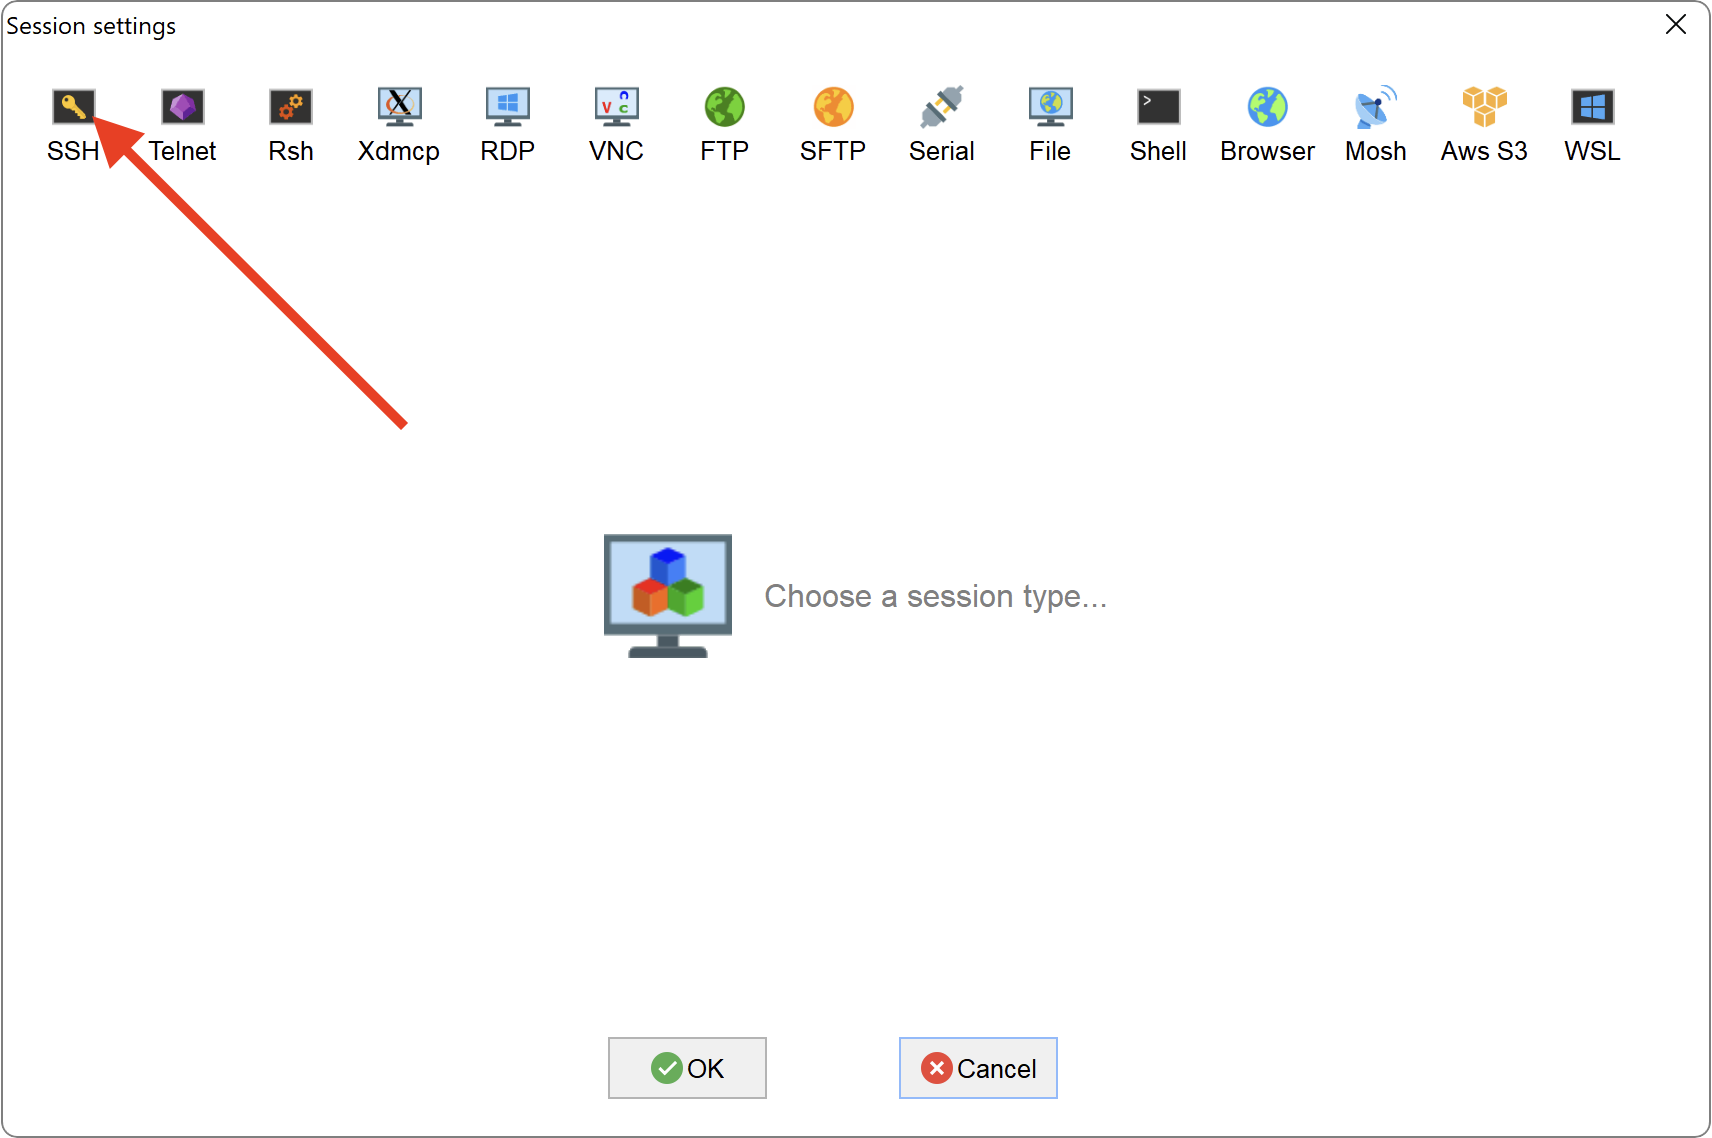 Session settings
SSH Telnet Rsh Xdmcp RDP VNC FTP SFTP Serial File Shell Browser Mosh Aws S3 WSL
Choose a session type...
OK Cancel